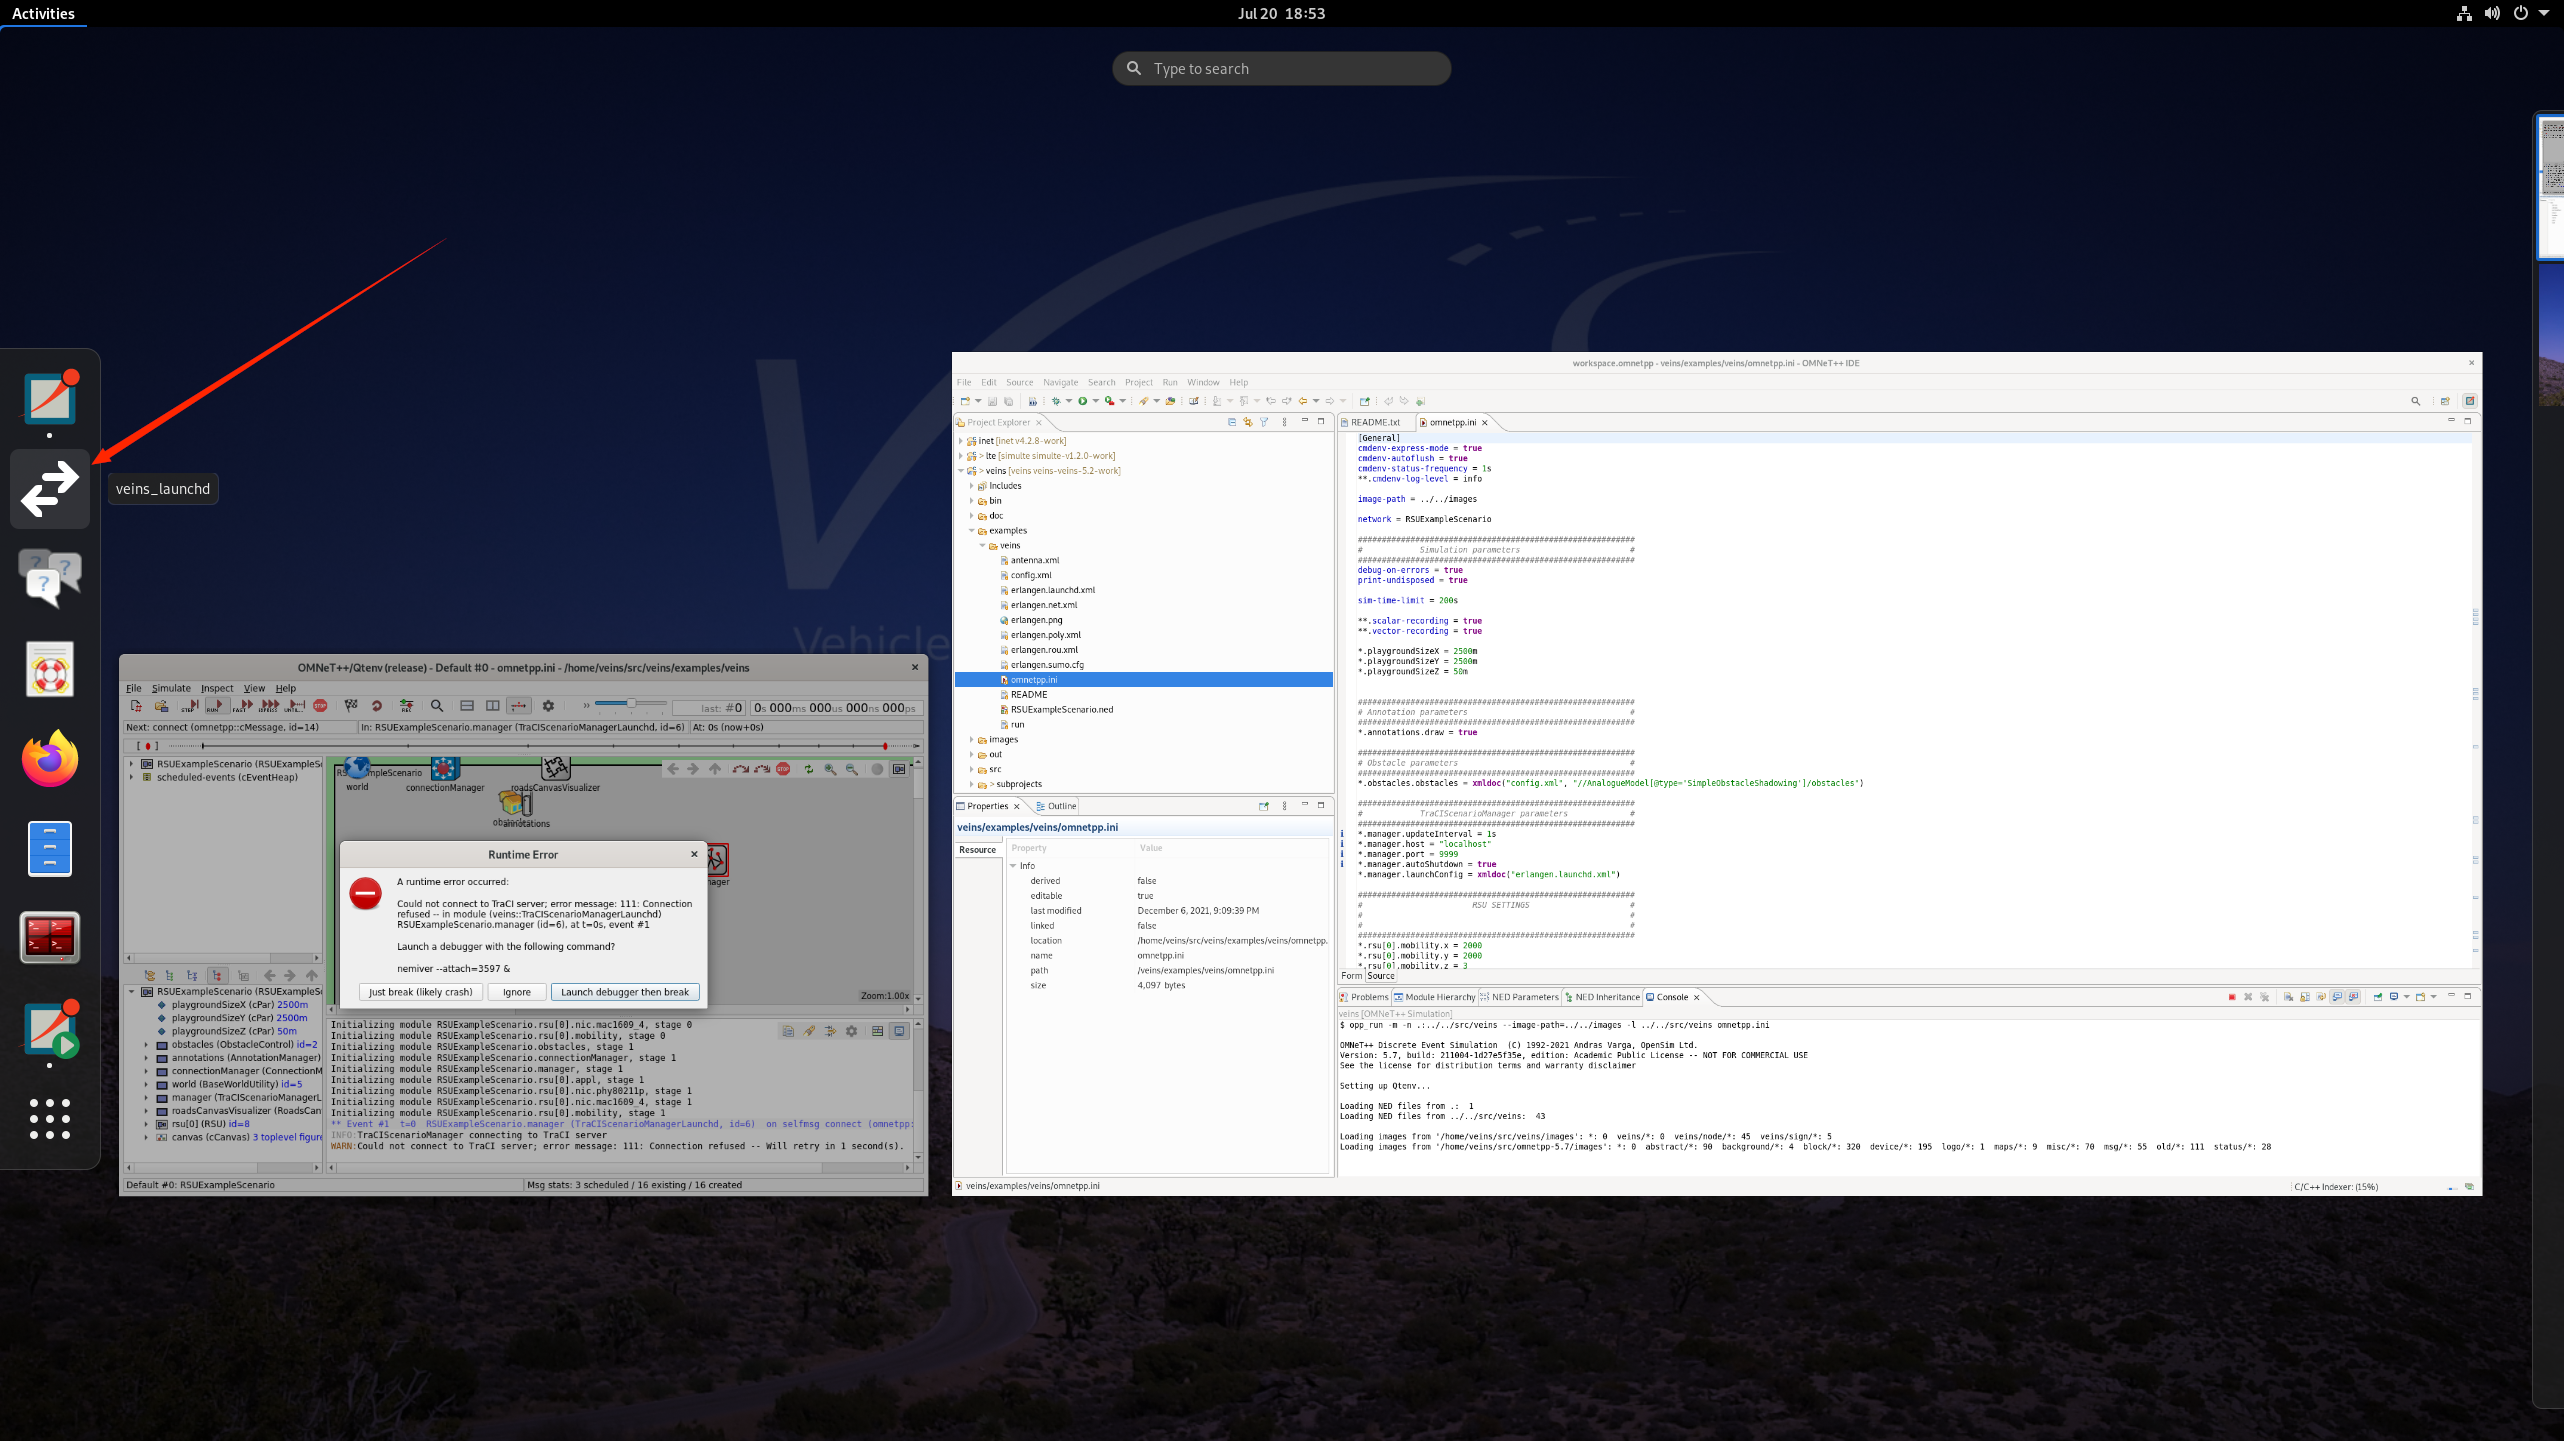 Activities
Jul 20 18:53
Type to search
veins_launchd
Vehicle
OMNeT++/Qtenv (release) - Default #0 - omnetpp.ini - /home/veins/src/veins/examples/veins
File Simulate Inspect View Help
STEP RUN FAST EXPRESS UNTIL... STOP REC last: #0 0s 000ms 000us 000ns 000ps
Next: connect (omnetpp::cMessage, id=14) In: RSUExampleScenario.manager (TraCIScenarioManagerLaunchd, id=6) At: 0s (now+0s)
RSUExampleScenario (RSUExampleS
scheduled-events (cEventHeap)
world
connectionManager
roadsCanvasVisualizer
annotations
Zoom:1.00x
Runtime Error
A runtime error occurred:
Could not connect to TraCI server; error message: 111: Connection
refused -- in module (veins::TraCIScenarioManagerLaunchd)
RSUExampleScenario.manager (id=6), at t=0s, event #1
Launch a debugger with the following command?
nemiver --attach=3597 &
Just break (likely crash) Ignore Launch debugger then break
RSUExampleScenario (RSUExampleS
playgroundSizeX (cPar) 2500m
playgroundSizeY (cPar) 2500m
playgroundSizeZ (cPar) 50m
obstacles (ObstacleControl) id=2
annotations (AnnotationManager)
connectionManager (ConnectionM
world (BaseWorldUtility) id=5
manager (TraCIScenarioManagerL
roadsCanvasVisualizer (RoadsCan
rsu[0] (RSU) id=8
canvas (cCanvas) 3 toplevel figure
Initializing module RSUExampleScenario.rsu[0].nic.mac1609_4, stage 0
Initializing module RSUExampleScenario.rsu[0].mobility, stage 0
Initializing module RSUExampleScenario.obstacles, stage 1
Initializing module RSUExampleScenario.connectionManager, stage 1
Initializing module RSUExampleScenario.manager, stage 1
Initializing module RSUExampleScenario.rsu[0].appl, stage 1
Initializing module RSUExampleScenario.rsu[0].nic.phy80211p, stage 1
Initializing module RSUExampleScenario.rsu[0].nic.mac1609_4, stage 1
Initializing module RSUExampleScenario.rsu[0].mobility, stage 1
** Event #1 t=0 RSUExampleScenario.manager (TraCIScenarioManagerLaunchd, id=6) on selfmsg connect (omnetpp:
INFO:TraCIScenarioManager connecting to TraCI server
WARN:Could not connect to TraCI server; error message: 111: Connection refused -- Will retry in 1 second(s).
Default #0: RSUExampleScenario Msg stats: 3 scheduled / 16 existing / 16 created
workspace.omnetpp - veins/examples/veins/omnetpp.ini - OMNeT++ IDE
File Edit Source Navigate Search Project Run Window Help
Project Explorer
inet [inet v4.2.8-work]
> lte [simulte simulte-v1.2.0-work]
> veins [veins veins-veins-5.2-work]
Includes
bin
doc
examples
veins
antenna.xml
config.xml
erlangen.launchd.xml
erlangen.net.xml
erlangen.png
erlangen.poly.xml
erlangen.rou.xml
erlangen.sumo.cfg
omnetpp.ini
README
RSUExampleScenario.ned
run
images
out
src
> subprojects
Properties Outline
veins/examples/veins/omnetpp.ini
Resource
Property Value
Info
derived false
editable true
last modified December 6, 2021, 9:09:39 PM
linked false
location /home/veins/src/veins/examples/veins/omnetpp.
name omnetpp.ini
path /veins/examples/veins/omnetpp.ini
size 4,097 bytes
README.txt omnetpp.ini
[General]
cmdenv-express-mode = true
cmdenv-autoflush = true
cmdenv-status-frequency = 1s
**.cmdenv-log-level = info
image-path = ../../images
network = RSUExampleScenario
##########################################################
# Simulation parameters #
##########################################################
debug-on-errors = true
print-undisposed = true
sim-time-limit = 200s
**.scalar-recording = true
**.vector-recording = true
*.playgroundSizeX = 2500m
*.playgroundSizeY = 2500m
*.playgroundSizeZ = 50m
##########################################################
# Annotation parameters #
##########################################################
*.annotations.draw = true
##########################################################
# Obstacle parameters #
##########################################################
*.obstacles.obstacles = xmldoc("config.xml", "//AnalogueModel[@type='SimpleObstacleShadowing']/obstacles")
##########################################################
# TraCIScenarioManager parameters #
##########################################################
*.manager.updateInterval = 1s
*.manager.host = "localhost"
*.manager.port = 9999
*.manager.autoShutdown = true
*.manager.launchConfig = xmldoc("erlangen.launchd.xml")
##########################################################
# RSU SETTINGS #
# #
# #
##########################################################
*.rsu[0].mobility.x = 2000
*.rsu[0].mobility.y = 2000
*.rsu[0].mobility.z = 3
Form Source
Problems Module Hierarchy NED Parameters NED Inheritance Console
veins [OMNeT++ Simulation]
$ opp_run -m -n .:../../src/veins --image-path=../../images -l ../../src/veins omnetpp.ini
OMNeT++ Discrete Event Simulation (C) 1992-2021 Andras Varga, OpenSim Ltd.
Version: 5.7, build: 211004-1d27e5f35e, edition: Academic Public License -- NOT FOR COMMERCIAL USE
See the license for distribution terms and warranty disclaimer
Setting up Qtenv...
Loading NED files from .: 1
Loading NED files from ../../src/veins: 43
Loading images from '/home/veins/src/veins/images': *: 0 veins/*: 0 veins/node/*: 45 veins/sign/*: 5
Loading images from '/home/veins/src/omnetpp-5.7/images': *: 0 abstract/*: 90 background/*: 4 block/*: 320 device/*: 195 logo/*: 1 maps/*: 9 misc/*: 70 msg/*: 55 old/*: 111 status/*: 28
veins/examples/veins/omnetpp.ini
C/C++ Indexer: (15%)